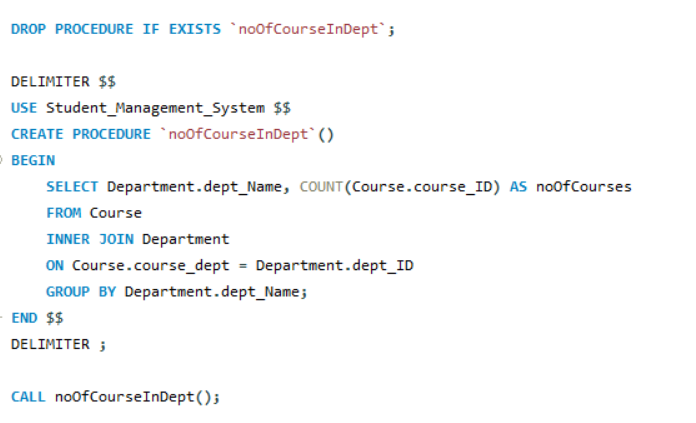 DROP PROCEDURE IF EXISTS `noOfCourseInDept`;
DELIMITER $$
USE Student_Management_System $$
CREATE PROCEDURE `noOfCourseInDept`()
BEGIN
SELECT Department.dept_Name, COUNT(Course.course_ID) AS noOfCourses
FROM Course
INNER JOIN Department
ON Course.course_dept = Department.dept_ID
GROUP BY Department.dept_Name;
END $$
DELIMITER ;
CALL noOfCourseInDept();